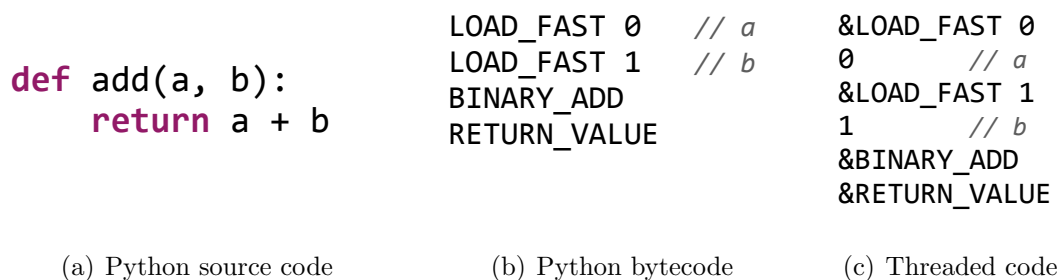 def add(a, b):
return a + b
(a) Python source code
LOAD_FAST 0 // a
LOAD_FAST 1 // b
BINARY_ADD
RETURN_VALUE
(b) Python bytecode
&LOAD_FAST 0
0 // a
&LOAD_FAST 1
1 // b
&BINARY_ADD
&RETURN_VALUE
(c) Threaded code